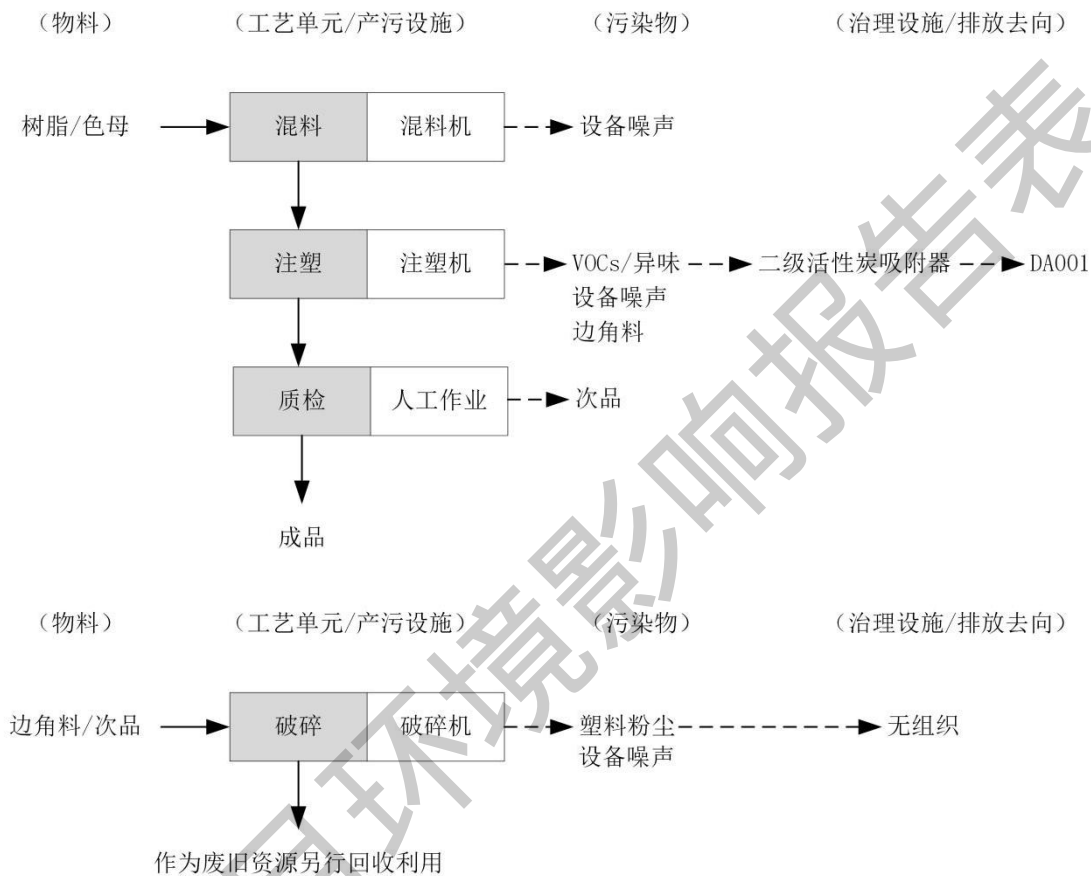 （物料） （工艺单元/产污设施） （污染物） （治理设施/排放去向）
树脂/色母 混料 混料机 设备噪声
注塑 注塑机 VOCs/异味 二级活性炭吸附器 DA001
设备噪声
边角料
质检 人工作业 次品
成品
（物料） （工艺单元/产污设施） （污染物） （治理设施/排放去向）
边角料/次品 破碎 破碎机 塑料粉尘 无组织
设备噪声
作为废旧资源另行回收利用
环境影响报告表